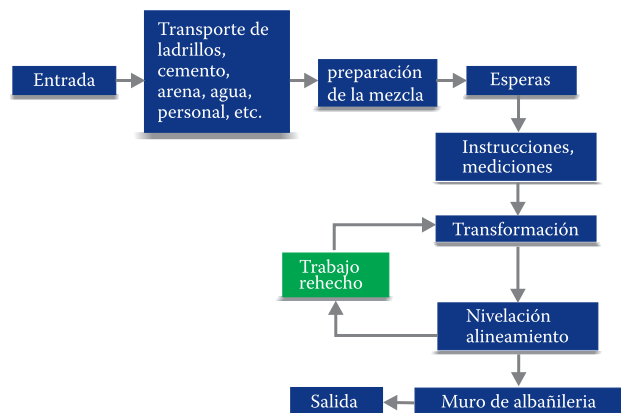 Entrada
Transporte de
ladrillos,
cemento,
arena, agua,
personal, etc.
preparación
de la mezcla
Esperas
Instrucciones,
mediciones
Transformación
Trabajo
rehecho
Nivelación
alineamiento
Muro de albañileria
Salida